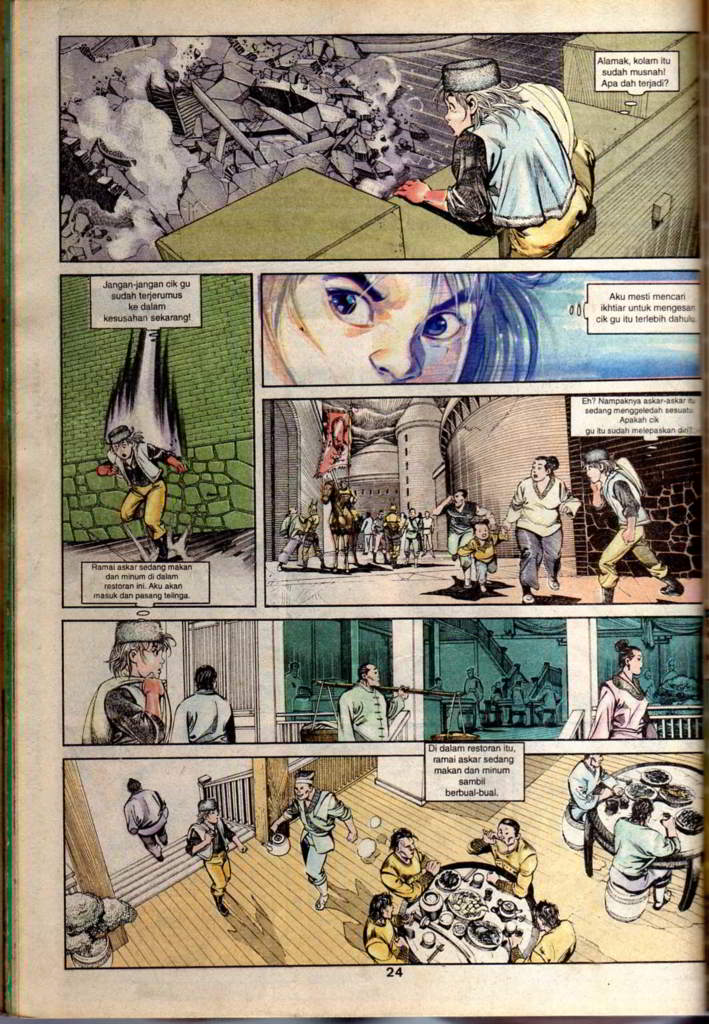 Alamak, kolam itu
sudah musnah!
Apa dah terjadi?
Jangan-jangan cik gu
sudah terjerumus
ke dalam
kesusahan sekarang!
Aku mesti mencari
ikhtiar untuk mengesan
cik gu itu terlebih dahulu.
Eh? Nampaknya askar-askar itu
sedang menggeledah sesuatu.
Apakah cik
gu itu sudah melepaskan diri?
Ramai askar sedang makan
dan minum di dalam
restoran ini. Aku akan
masuk dan pasang telinga.
Di dalam restoran itu,
ramai askar sedang
makan dan minum
sambil
berbual-bual.
24